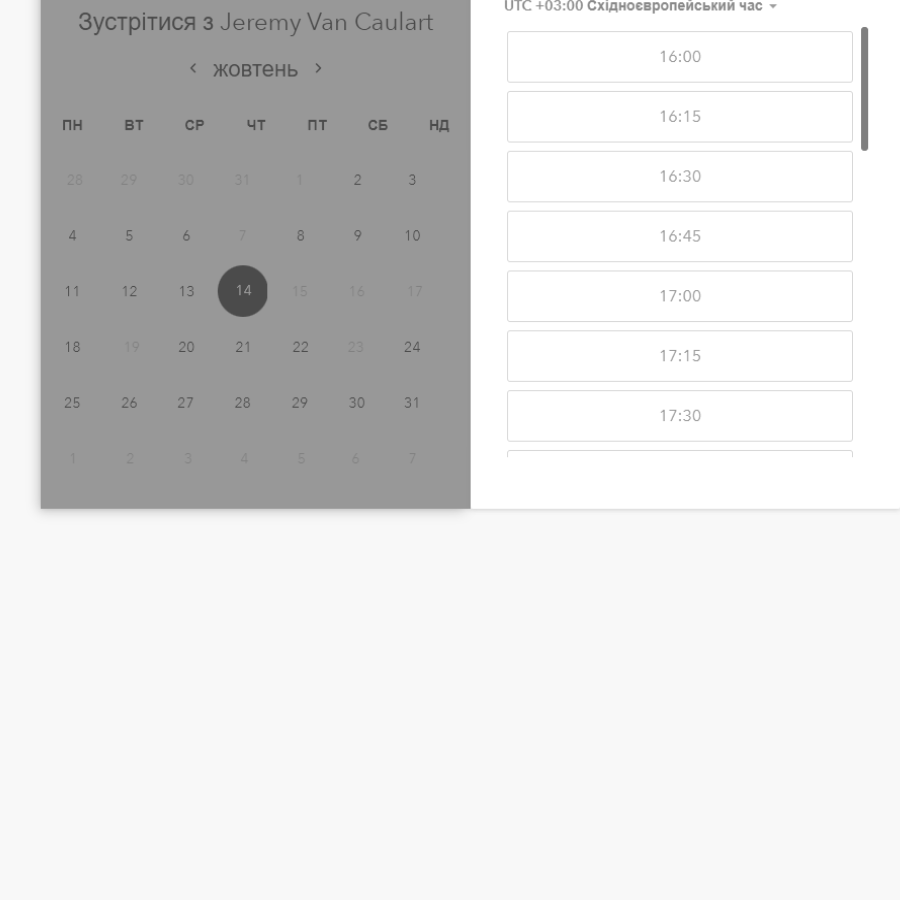 Зустрітися з Jeremy Van Caulart
жовтень
ПН ВТ СР ЧТ ПТ СБ НД
28 29 30 31 1 2 3
4 5 6 7 8 9 10
11 12 13 14 15 16 17
18 19 20 21 22 23 24
25 26 27 28 29 30 31
1 2 3 4 5 6 7
UTC +03:00 Східноєвропейський час
16:00
16:15
16:30
16:45
17:00
17:15
17:30